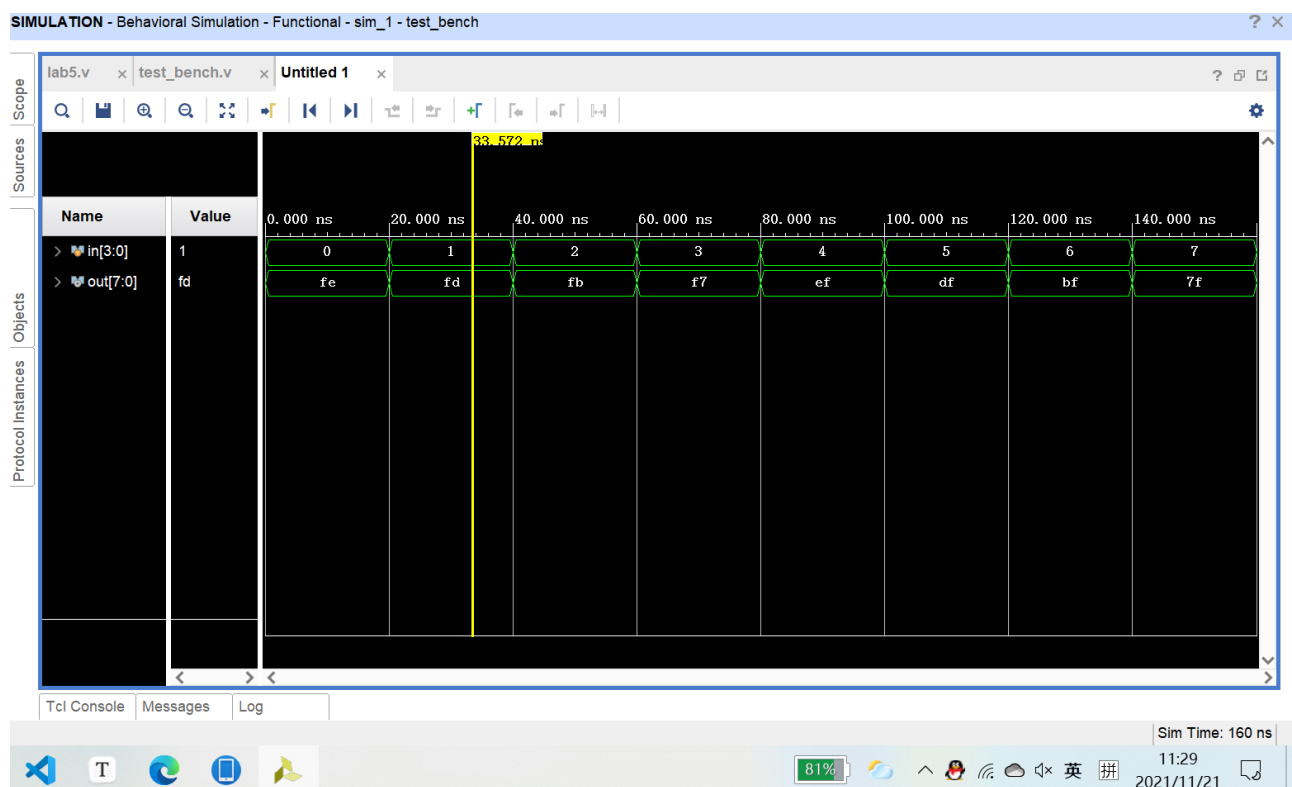 SIMULATION - Behavioral Simulation - Functional - sim_1 - test_bench
? ×
Scope
Sources
Objects
Protocol Instances
lab5.v × test_bench.v × Untitled 1 ×
?
33.572 ns
Name Value
0.000 ns 20.000 ns 40.000 ns 60.000 ns 80.000 ns 100.000 ns 120.000 ns 140.000 ns
in[3:0] 1 0 1 2 3 4 5 6 7
out[7:0] fd fe fd fb f7 ef df bf 7f
Tcl Console Messages Log
Sim Time: 160 ns
T 81% 英 拼 11:29
2021/11/21